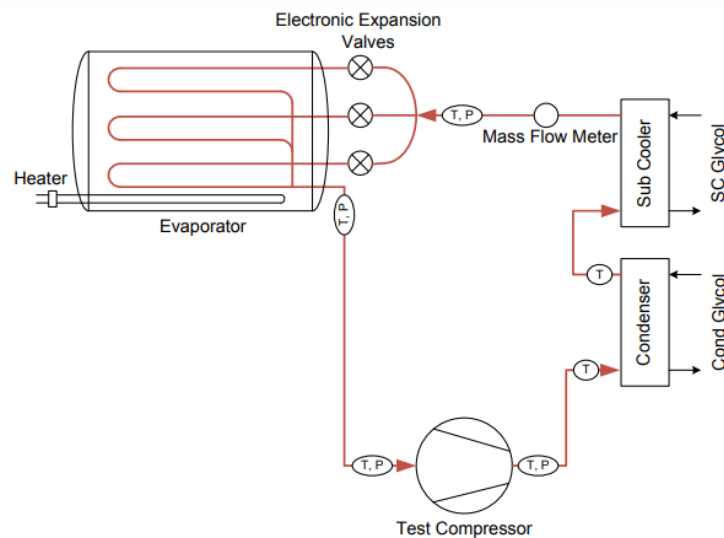 Electronic Expansion
Valves
T, P
Mass Flow Meter
Sub Cooler
SC Glycol
Heater
Evaporator
T, P
T
Condenser
Cond Glycol
T
T, P
T, P
Test Compressor